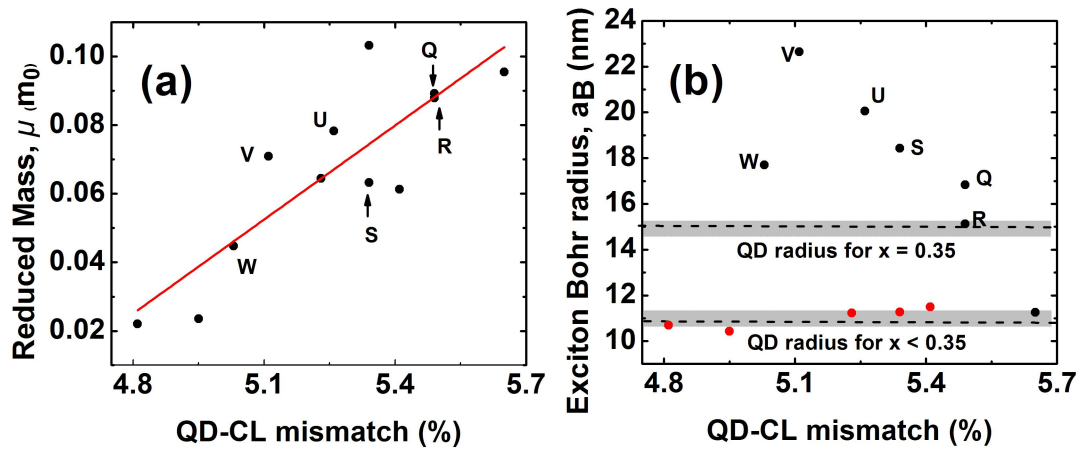 (a)
Reduced Mass, μ (m0)
0.10
0.08
0.06
0.04
0.02
Q
U
R
V
S
W
4.8 5.1 5.4 5.7
QD-CL mismatch (%)
(b)
Exciton Bohr radius, aB (nm)
24
22
20
18
16
14
12
10
V
U
S
W
Q
R
QD radius for x = 0.35
QD radius for x < 0.35
4.8 5.1 5.4 5.7
QD-CL mismatch (%)